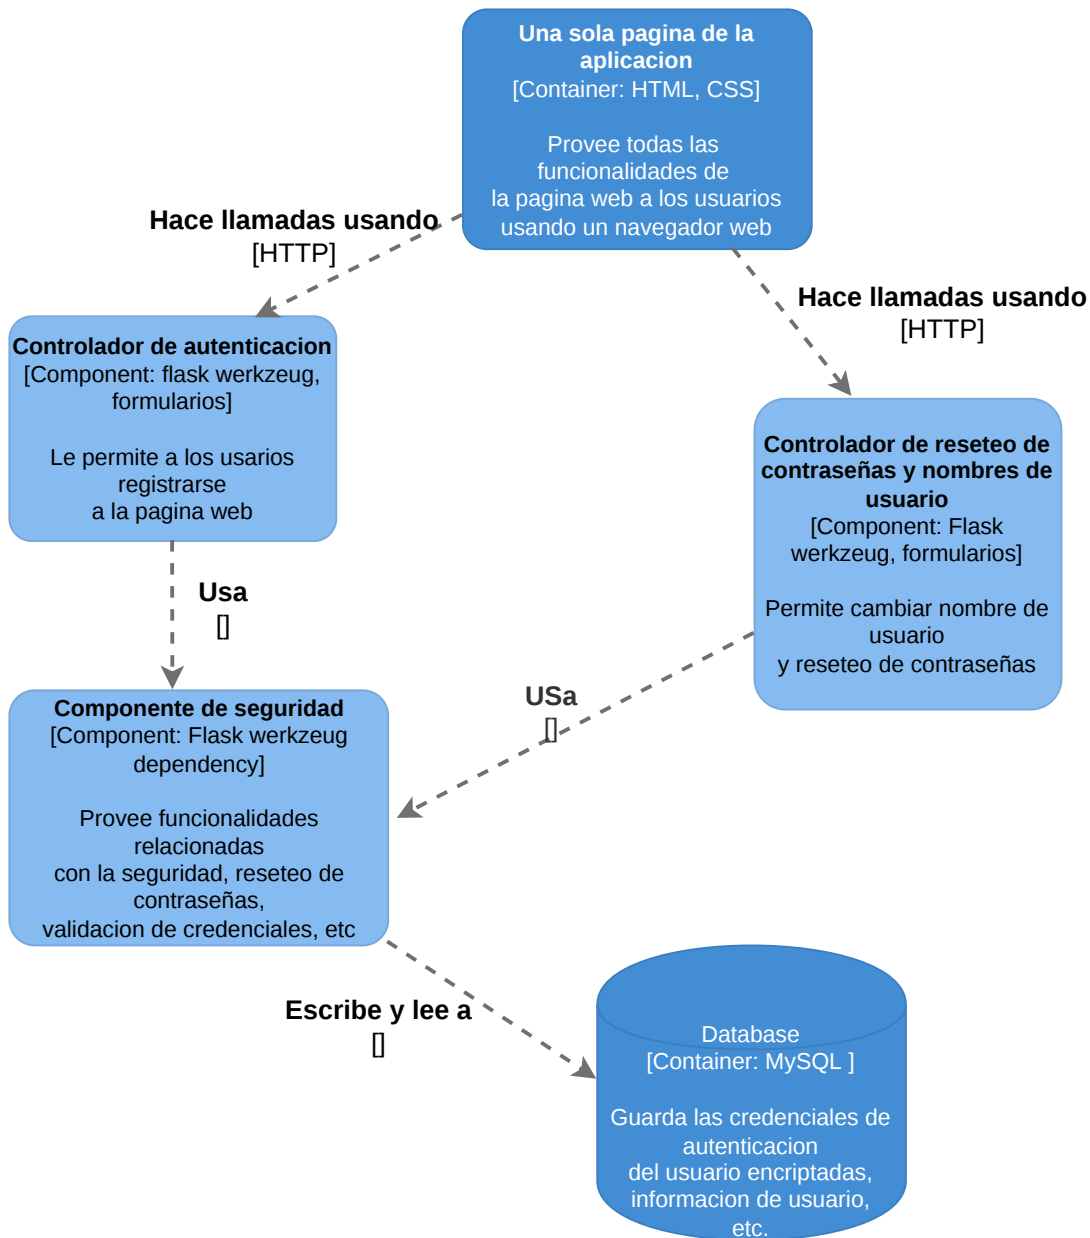 Una sola pagina de la
aplicacion
[Container: HTML, CSS]
Provee todas las
funcionalidades de
la pagina web a los usuarios
usando un navegador web
Hace llamadas usando
[HTTP]
Hace llamadas usando
[HTTP]
Controlador de autenticacion
[Component: flask werkzeug,
formularios]
Le permite a los usarios
registrarse
a la pagina web
Controlador de reseteo de
contraseñas y nombres de
usuario
[Component: Flask
werkzeug, formularios]
Permite cambiar nombre de
usuario
y reseteo de contraseñas
Usa
[]
USa
[]
Componente de seguridad
[Component: Flask werkzeug
dependency]
Provee funcionalidades
relacionadas
con la seguridad, reseteo de
contraseñas,
validacion de credenciales, etc
Escribe y lee a
[]
Database
[Container: MySQL ]
Guarda las credenciales de
autenticacion
del usuario encriptadas,
informacion de usuario,
etc.